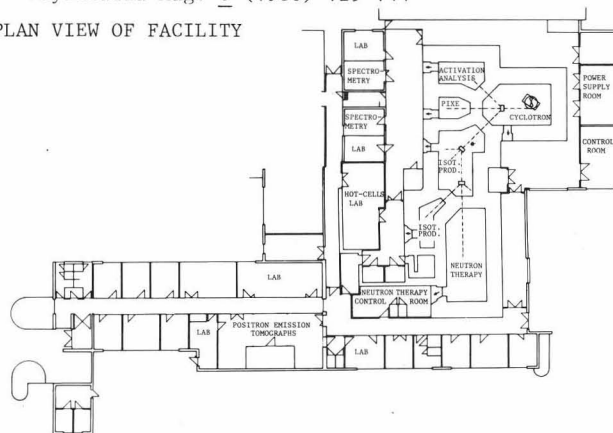 PLAN VIEW OF FACILITY
LAB
SPECTRO-
METRY
SPECTRO-
METRY
LAB
HOT-CELLS
LAB
ACTIVATION
ANALYSIS
PIXE
CYCLOTRON
POWER
SUPPLY
ROOM
CONTROL
ROOM
ISOT.
PROD.
ISOT.
PROD.
NEUTRON
THERAPY
NEUTRON THERAPY
CONTROL ROOM
LAB
LAB
POSITRON EMISSION
TOMOGRAPHS
LAB